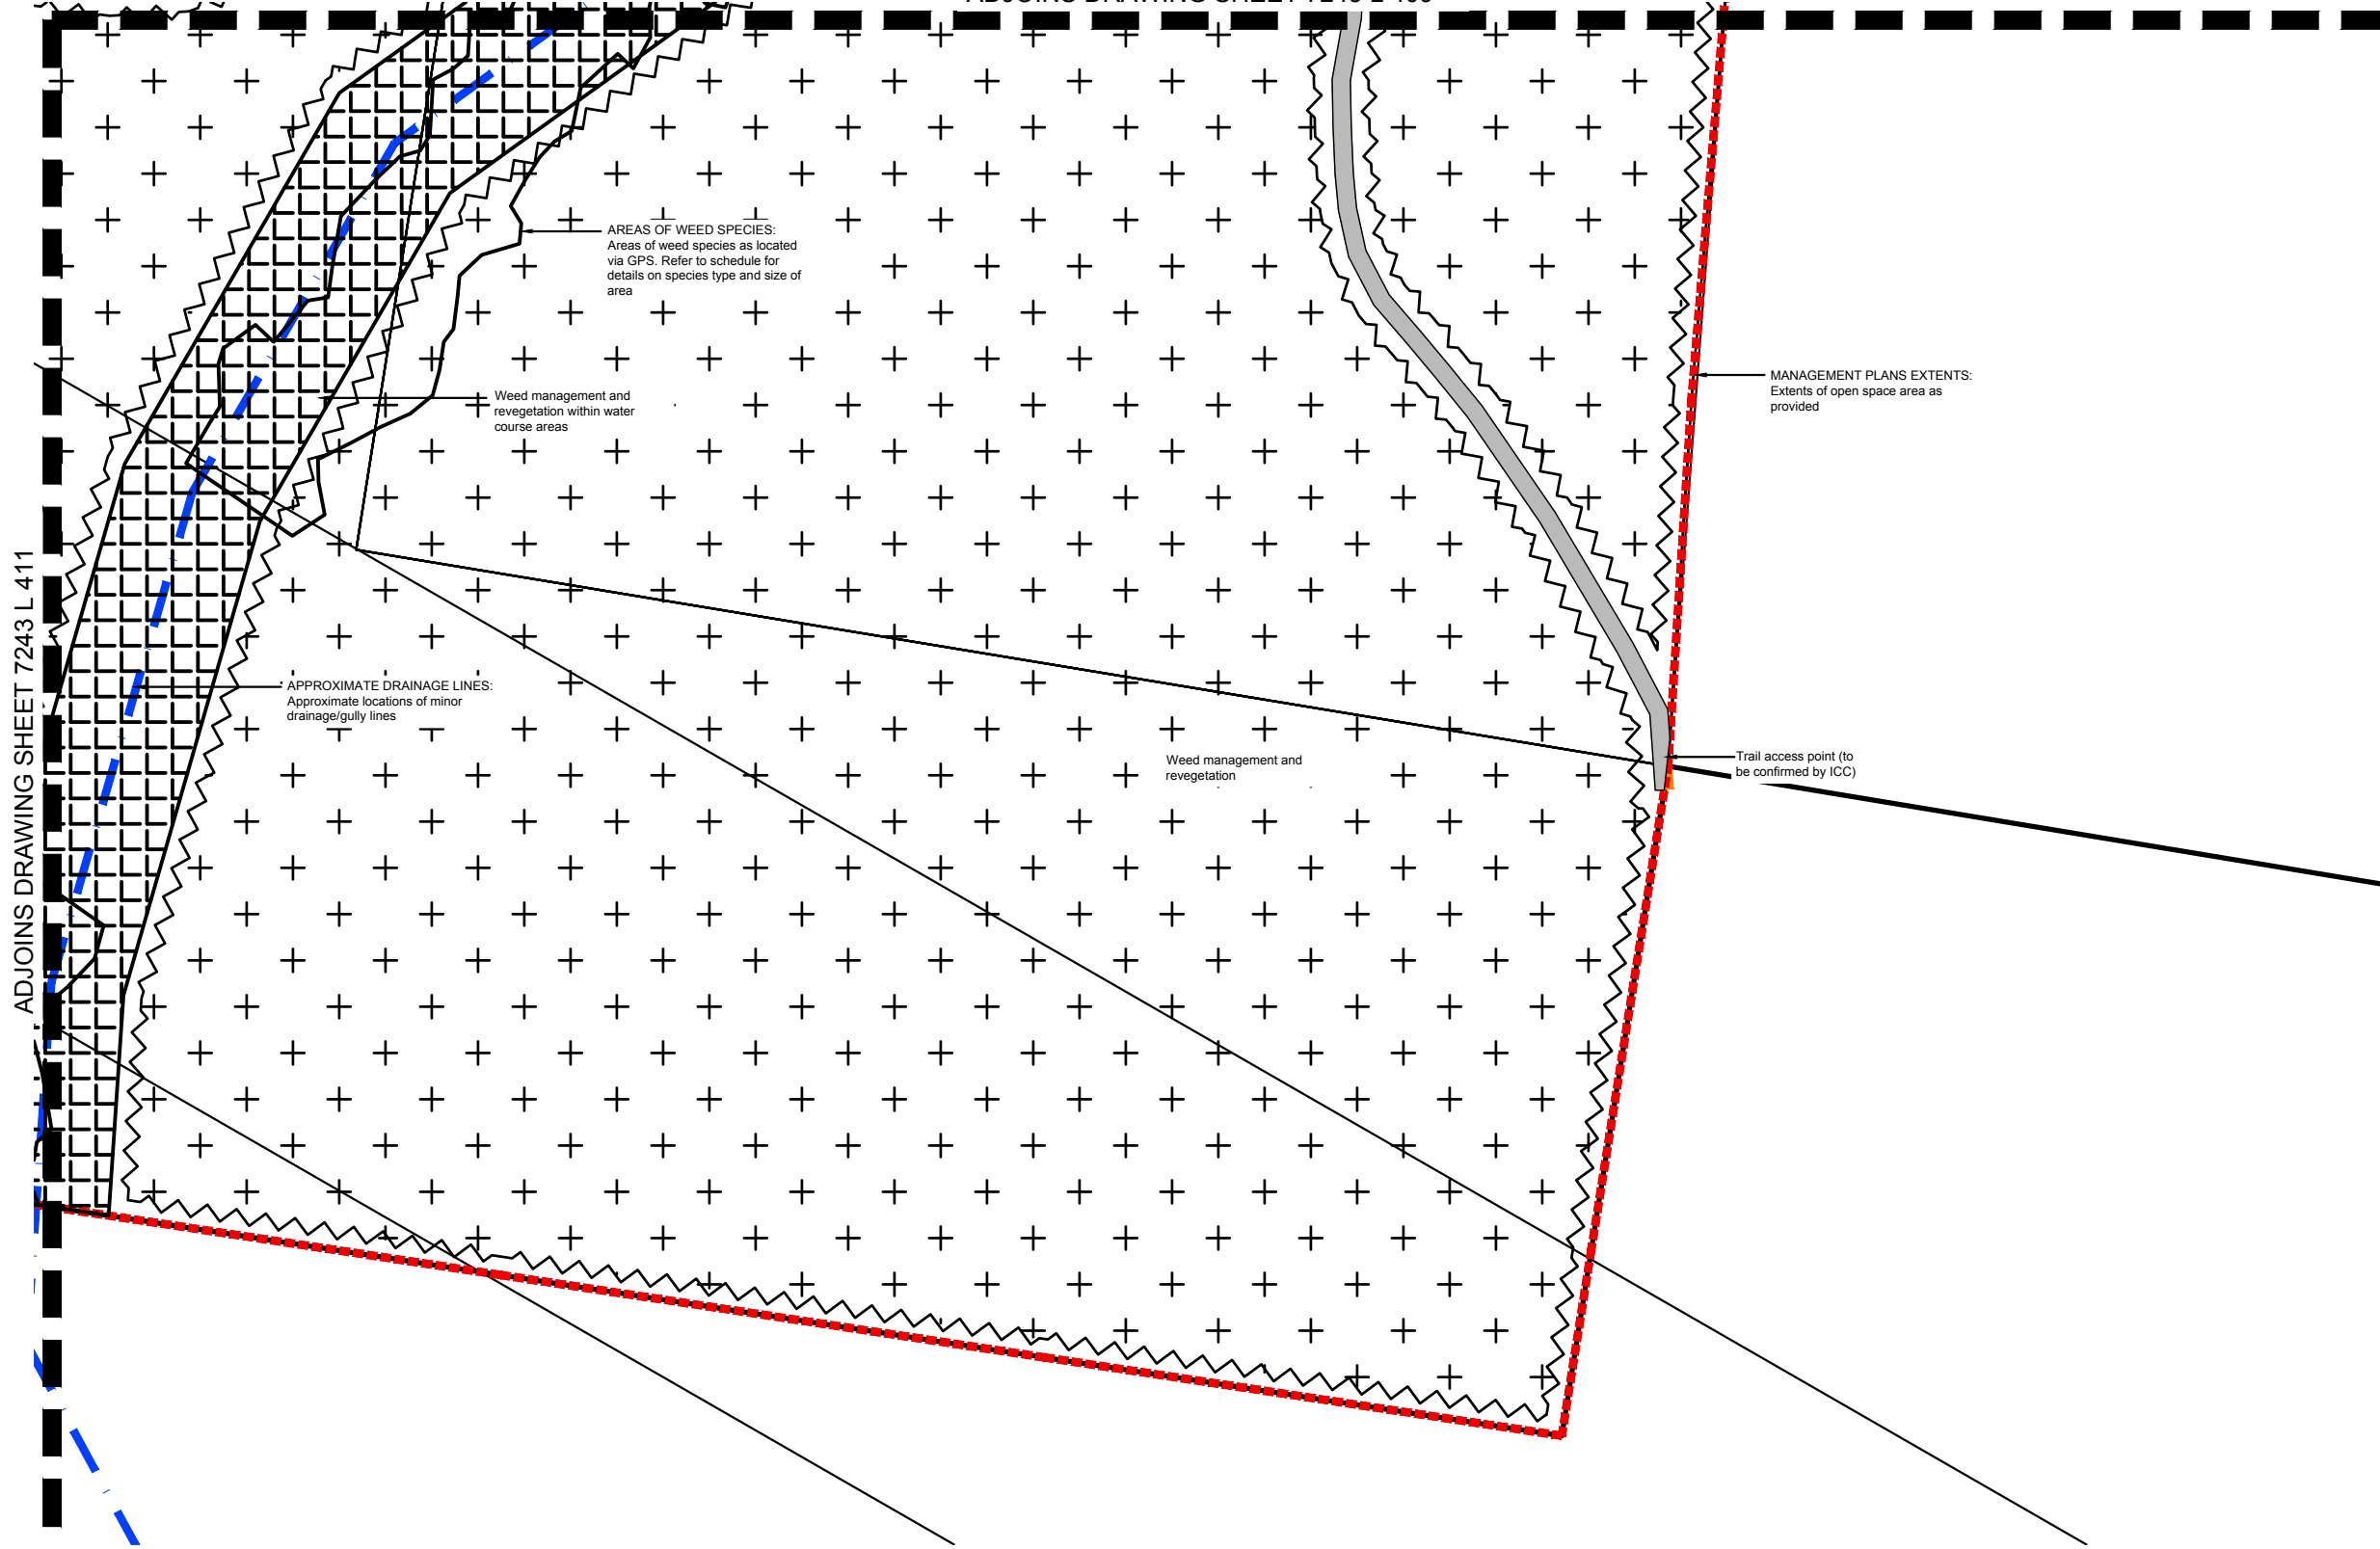 ADJOINS DRAWING SHEET
AREAS OF WEED SPECIES:
Areas of weed species as located
via GPS. Refer to schedule for
details on species type and size of
area
MANAGEMENT PLANS EXTENTS:
Extents of open space area as
provided
Weed management and
revegetation within water
course areas
ADJOINS DRAWING SHEET 7243 L 411
APPROXIMATE DRAINAGE LINES:
Approximate locations of minor
drainage/gully lines
Weed management and
revegetation
Trail access point (to
be confirmed by ICC)